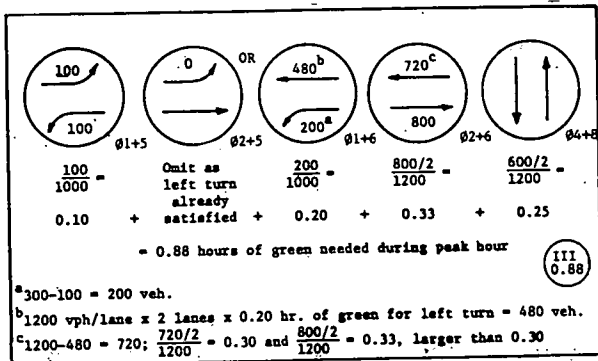 100 0 OR 480ᵇ 720ᶜ
100 200ᵃ 800
Ø1+5 Ø2+5 Ø1+6 Ø2+6 Ø4+8
100/1000 = Omit as left turn already satisfied 200/1000 = 800/2/1200 = 600/2/1200 =
0.10 + + 0.20 + 0.33 + 0.25
= 0.88 hours of green needed during peak hour
III
0.88
ᵃ300-100 = 200 veh.
ᵇ1200 vph/lane x 2 lanes x 0.20 hr. of green for left turn = 480 veh.
ᶜ1200-480 = 720; 720/2/1200 = 0.30 and 800/2/1200 = 0.33, larger than 0.30